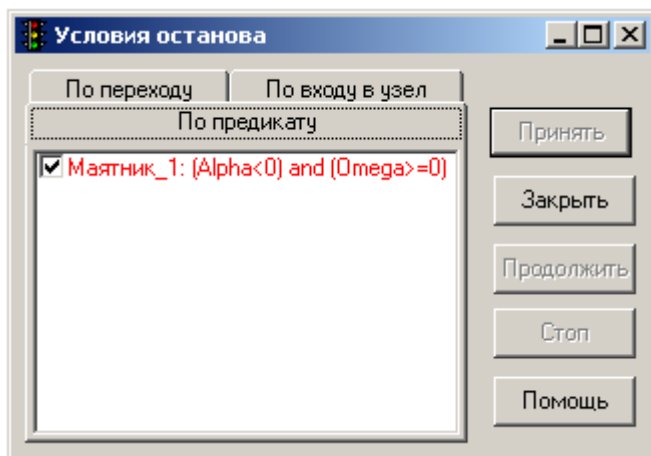 Условия останова
По переходу
По входу в узел
По предикату
Маятник_1: (Alpha<0) and (Omega>=0)
Принять
Закрыть
Продолжить
Стоп
Помощь